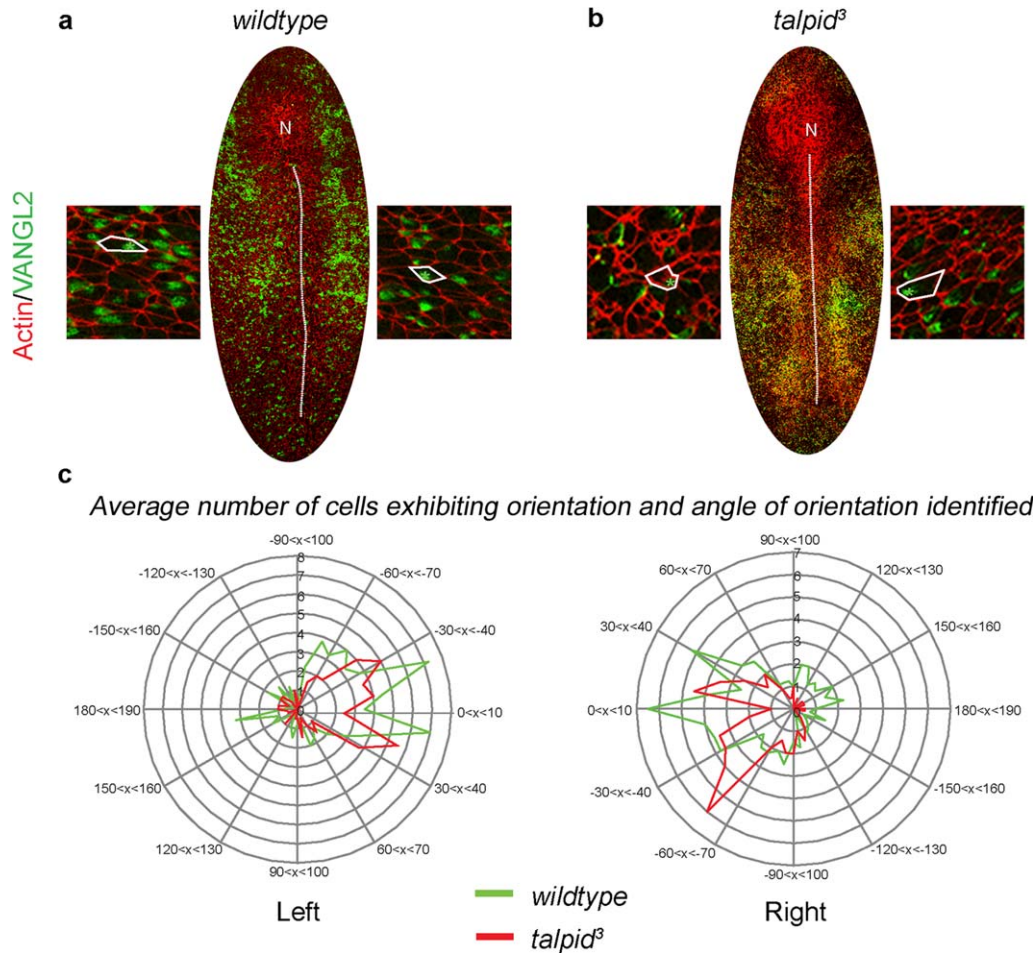 a
wildtype
b
talpid³
N
N
Actin/VANGL2
c
Average number of cells exhibiting orientation and angle of orientation identified
-90<x<100
-120<x<-130
-60<x<-70
-150<x<160
-30<x<-40
180<x<190
0<x<10
150<x<160
30<x<40
120<x<130
60<x<70
90<x<100
8
7
6
5
4
3
2
1
0
Left
90<x<100
60<x<70
120<x<130
30<x<40
150<x<160
0<x<10
180<x<190
-30<x<-40
-150<x<-160
-60<x<-70
-120<x<-130
-90<x<100
7
6
5
4
3
2
1
Right
wildtype
talpid³